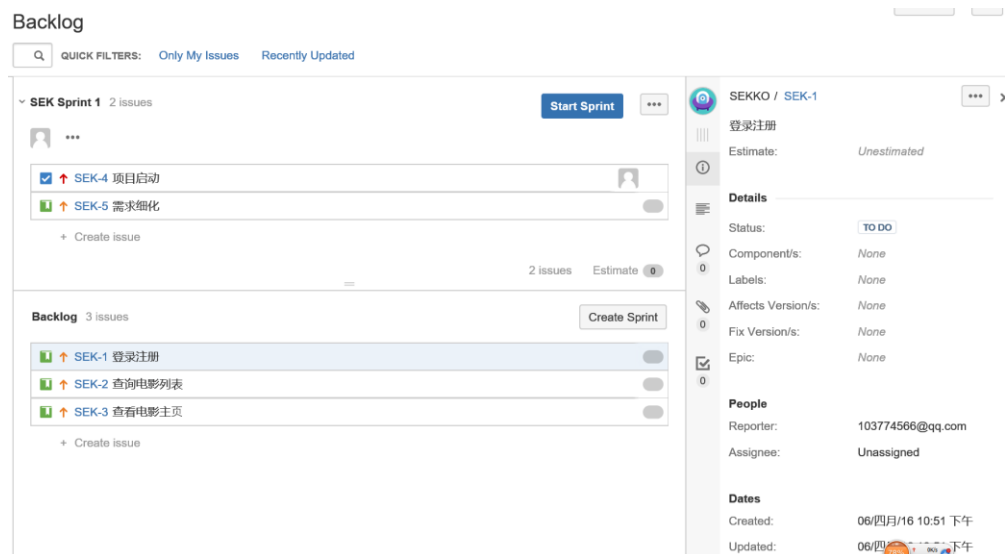 Backlog
QUICK FILTERS: Only My Issues Recently Updated
SEK Sprint 1 2 issues
Start Sprint
SEK-4 项目启动
SEK-5 需求细化
+ Create issue
2 issues Estimate 0
Backlog 3 issues
Create Sprint
SEK-1 登录注册
SEK-2 查询电影列表
SEK-3 查看电影主页
+ Create issue
0
0
0
SEKKO / SEK-1
登录注册
Estimate: Unestimated
Details
Status: TO DO
Component/s: None
Labels: None
Affects Version/s: None
Fix Version/s: None
Epic: None
People
Reporter: 103774566@qq.com
Assignee: Unassigned
Dates
Created: 06/四月/16 10:51 下午
Updated: 06/四 下午